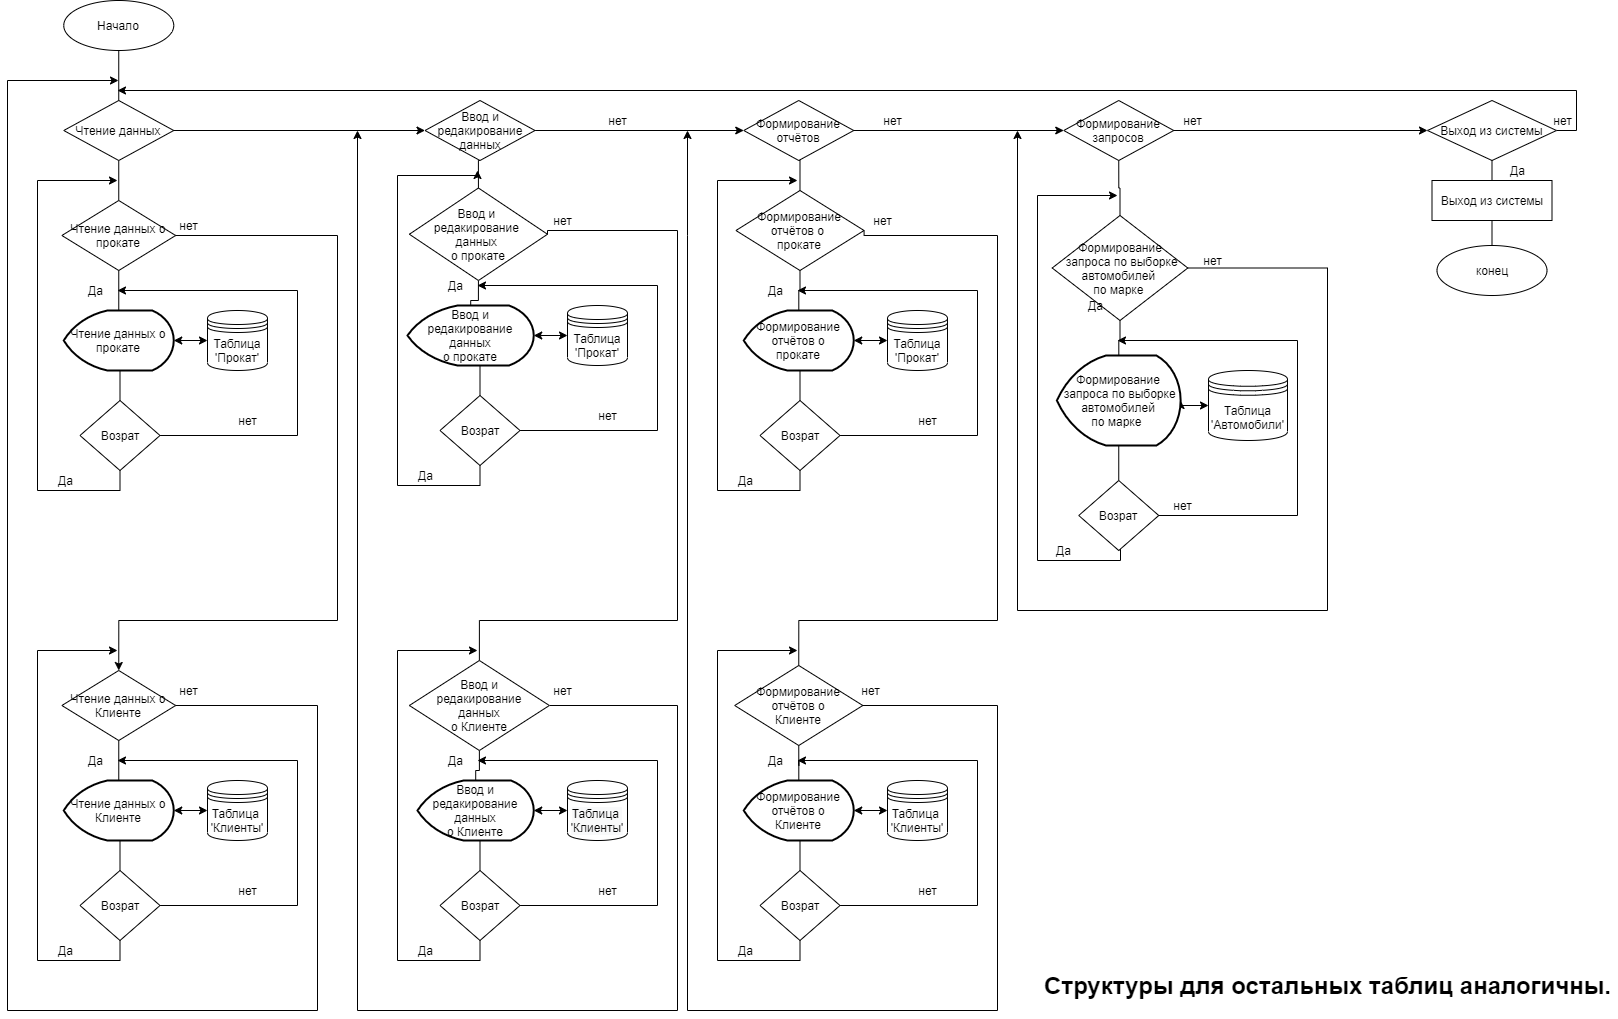 Начало
Чтение данных
Ввод и
редакирование
данных
нет
Формирование
отчётов
нет
Формирование
запросов
нет
Выход из системы
нет
Да
Выход из системы
конец
Чтение данных о
прокате
нет
Да
Чтение данных о
прокате
Таблица
'Прокат'
Возрат
нет
Да
Чтение данных о
Клиенте
нет
Да
Чтение данных о
Клиенте
Таблица
'Клиенты'
Возрат
нет
Да
Ввод и
редакирование
данных
о прокате
нет
Да
Ввод и
редакирование
данных
о прокате
Таблица
'Прокат'
Возрат
нет
Да
Ввод и
редакирование
данных
о Клиенте
нет
Да
Ввод и
редакирование
данных
о Клиенте
Таблица
'Клиенты'
Возрат
нет
Да
Формирование
отчётов о
прокате
нет
Да
Формирование
отчётов о
прокате
Таблица
'Прокат'
Возрат
нет
Да
Формирование
отчётов о
Клиенте
нет
Да
Формирование
отчётов о
Клиенте
Таблица
'Клиенты'
Возрат
нет
Да
Формирование
запроса по выборке
автомобилей
по марке
нет
Да
Формирование
запроса по выборке
автомобилей
по марке
Таблица
'Автомобили'
Возрат
нет
Да
Структуры для остальных таблиц аналогичны.